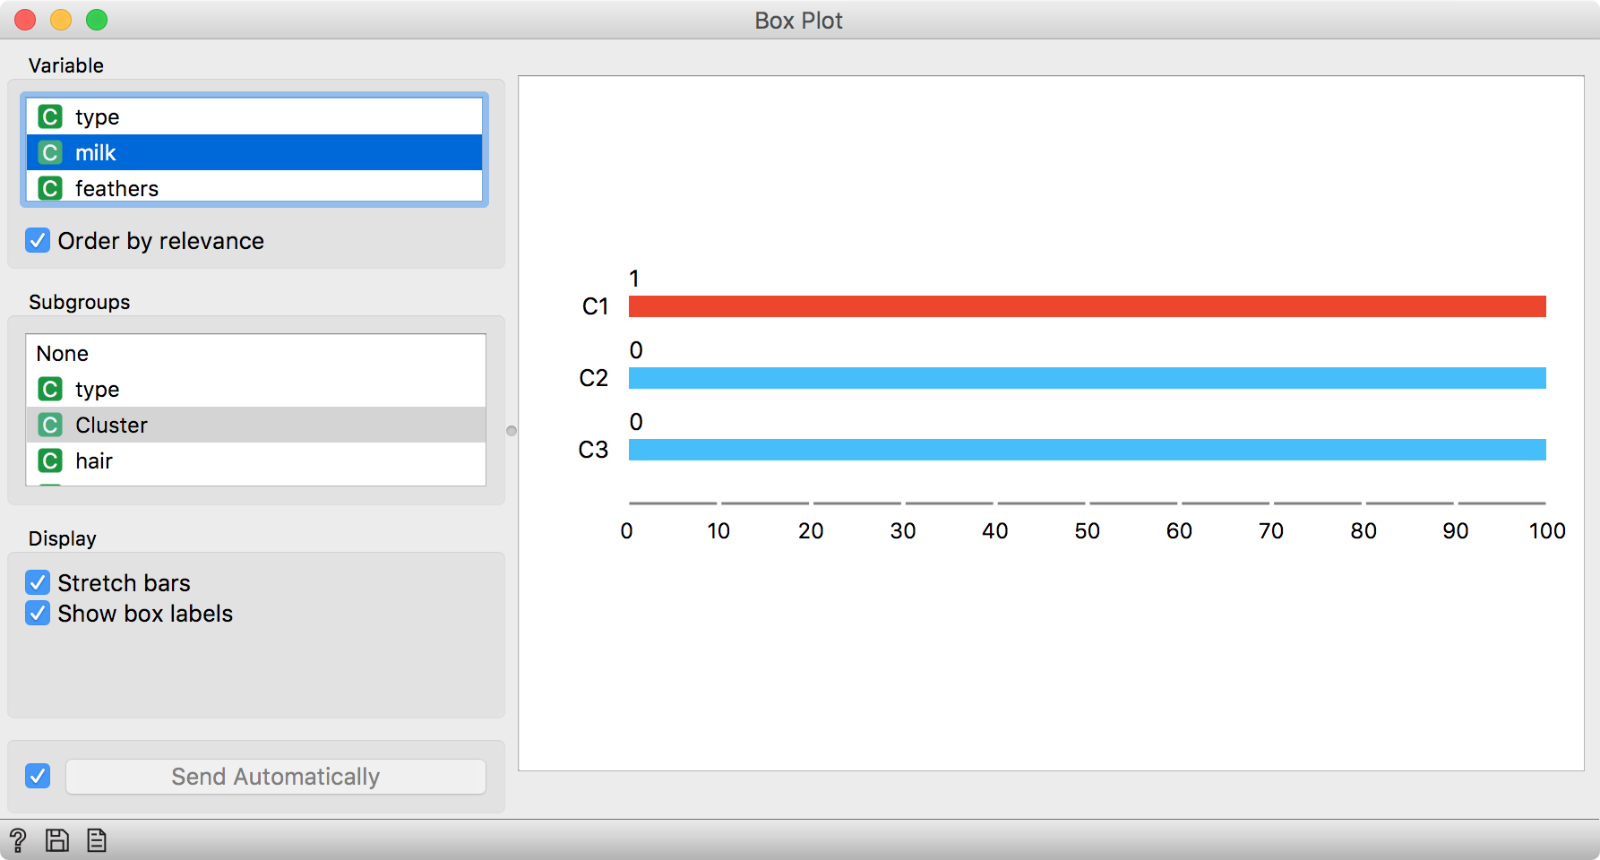 Box Plot
Variable
C type
C milk
C feathers
Order by relevance
Subgroups
None
C type
C Cluster
C hair
Display
Stretch bars
Show box labels
Send Automatically
1
C1
0
C2
0
C3
0 10 20 30 40 50 60 70 80 90 100
?